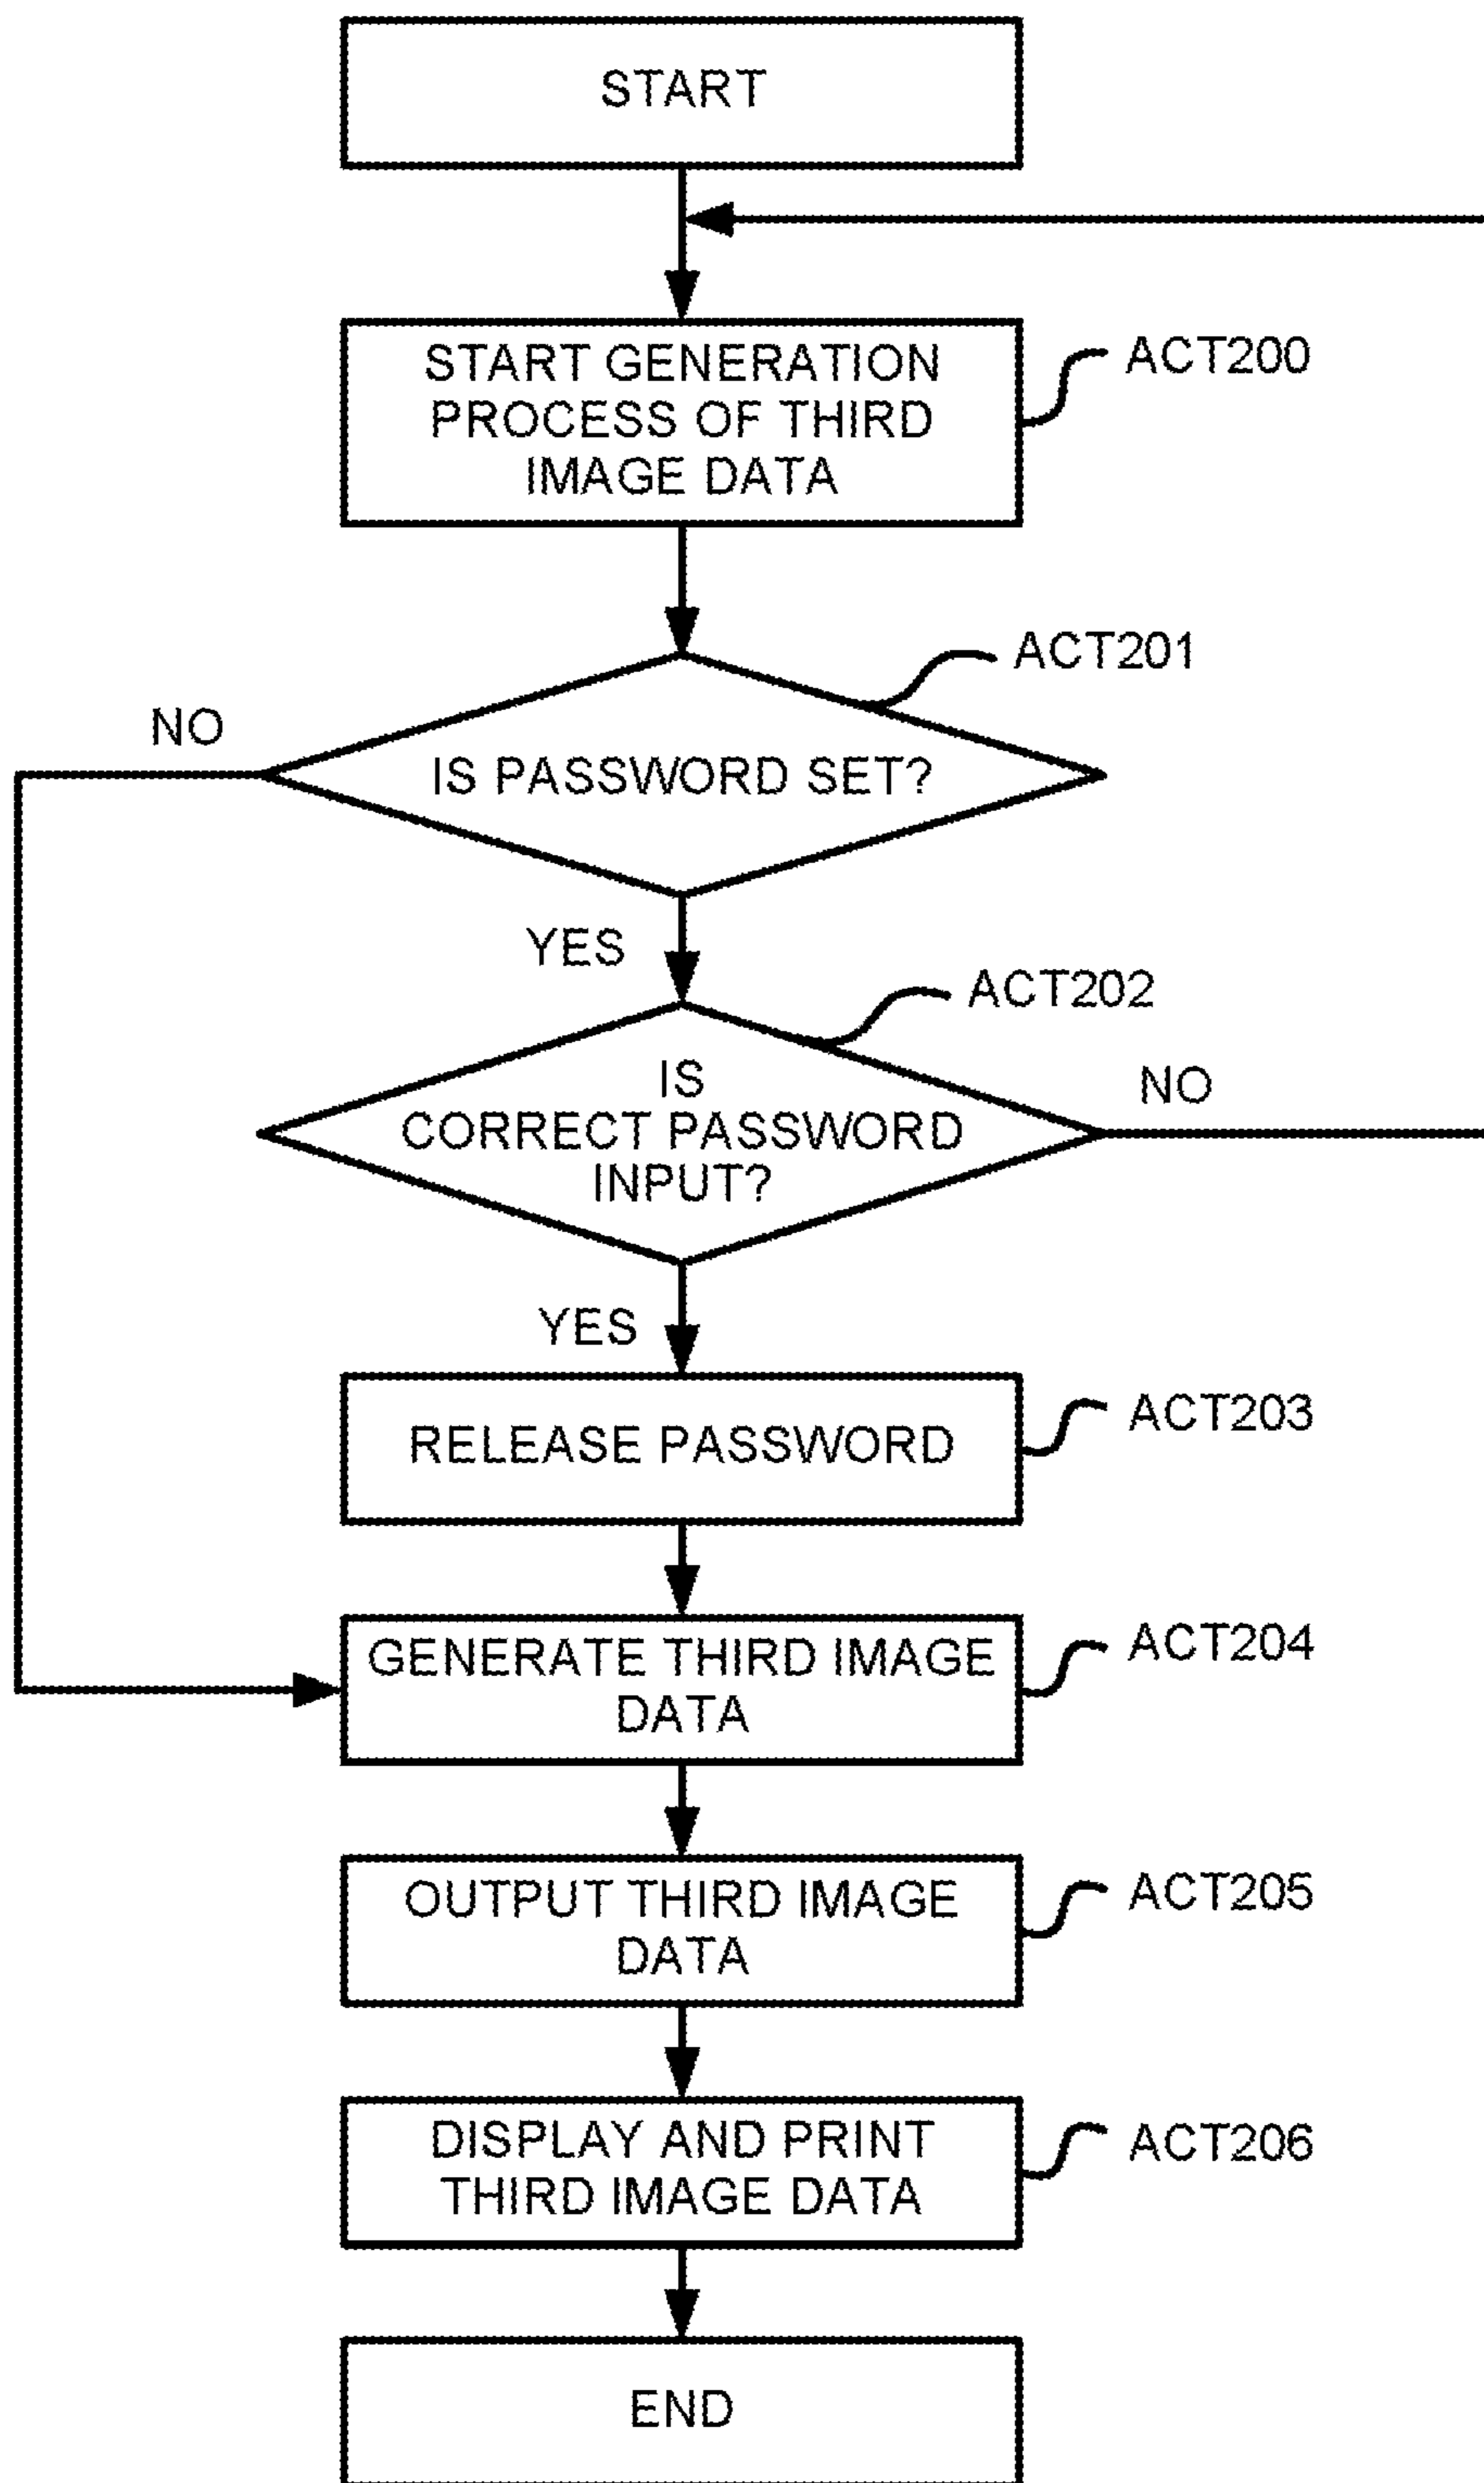 START
START GENERATION
PROCESS OF THIRD
IMAGE DATA
ACT200
ACT201
NO
IS PASSWORD SET?
YES
ACT202
IS
CORRECT PASSWORD
INPUT?
NO
YES
RELEASE PASSWORD
ACT203
GENERATE THIRD IMAGE
DATA
ACT204
OUTPUT THIRD IMAGE
DATA
ACT205
DISPLAY AND PRINT
THIRD IMAGE DATA
ACT206
END